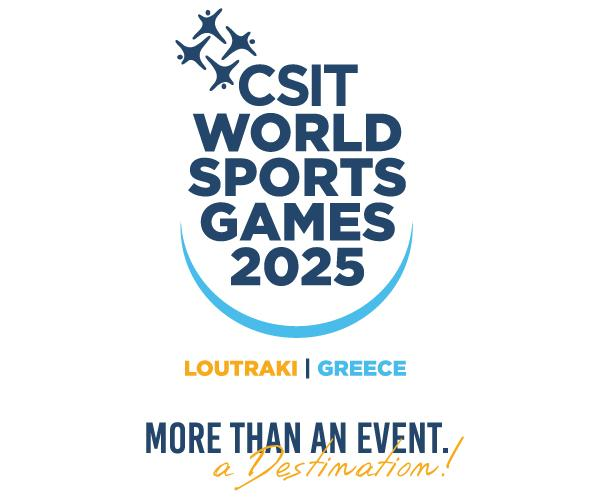 CSIT
WORLD
SPORTS
GAMES
2025
LOUTRAKI | GREECE
MORE THAN AN EVENT.
a Destination!